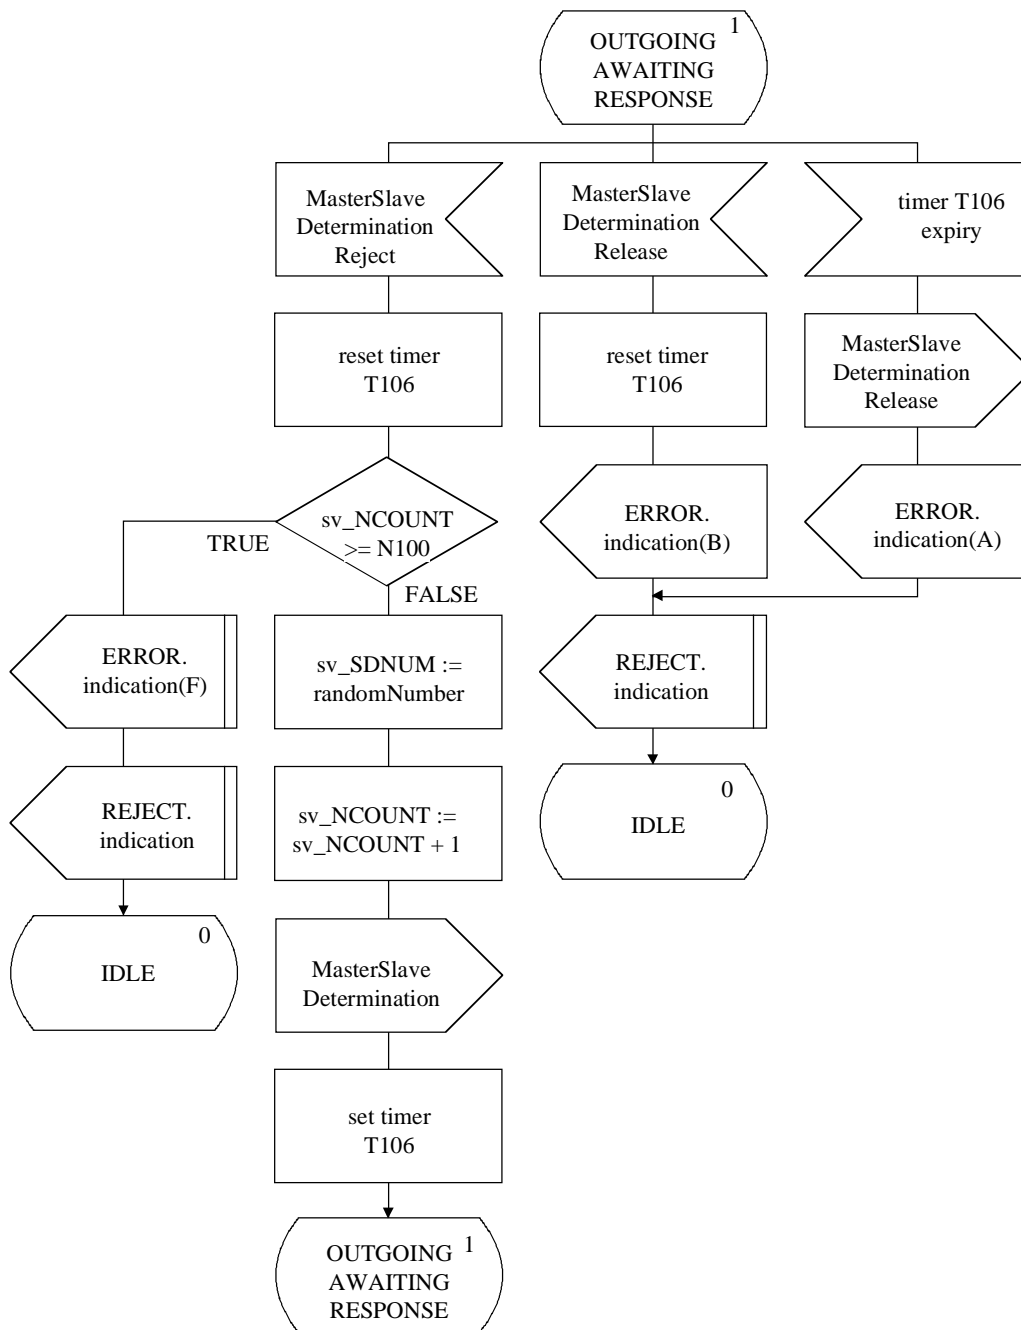 1
OUTGOING
AWAITING
RESPONSE
MasterSlave
Determination
Reject
MasterSlave
Determination
Release
timer T106
expiry
reset timer
T106
reset timer
T106
MasterSlave
Determination
Release
sv_NCOUNT
>= N100
TRUE
FALSE
ERROR.
indication(B)
ERROR.
indication(A)
ERROR.
indication(F)
sv_SDNUM :=
randomNumber
REJECT.
indication
REJECT.
indication
sv_NCOUNT :=
sv_NCOUNT + 1
0
IDLE
0
IDLE
MasterSlave
Determination
set timer
T106
1
OUTGOING
AWAITING
RESPONSE